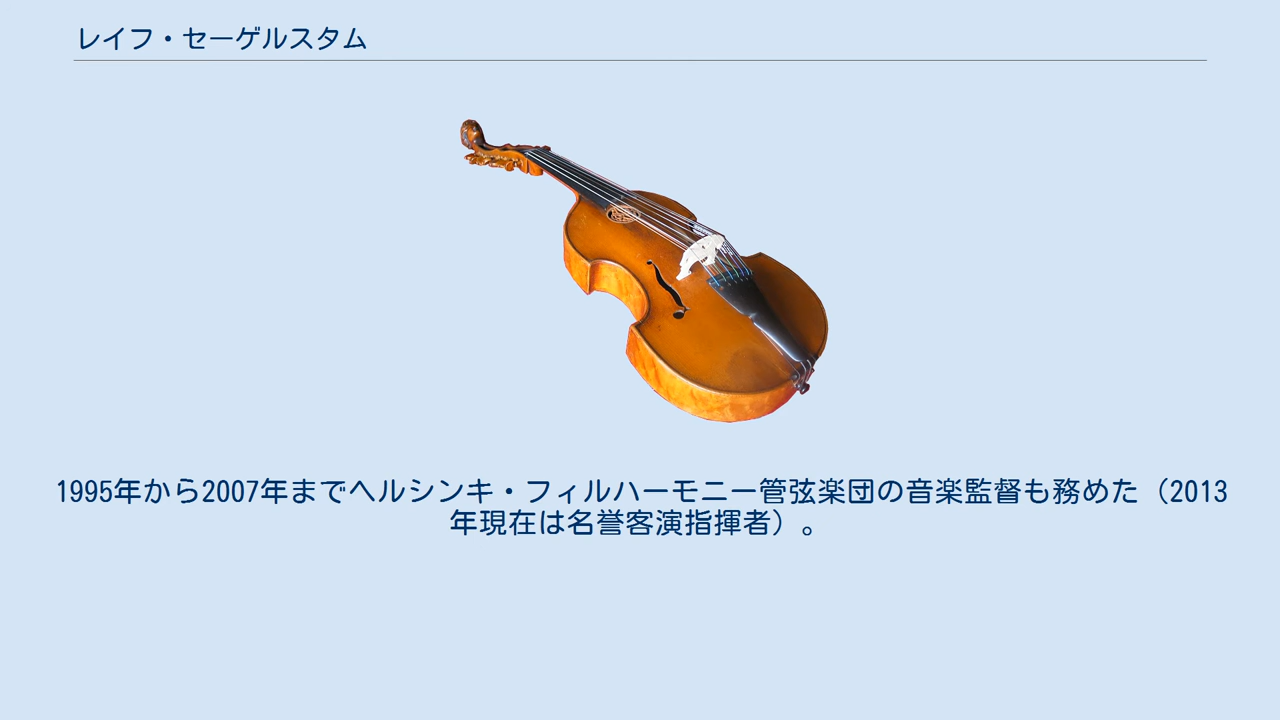 レイフ・セーゲルスタム
1995年から2007年までヘルシンキ・フィルハーモニー管弦楽団の音楽監督も務めた（2013
年現在は名誉客演指揮者）。